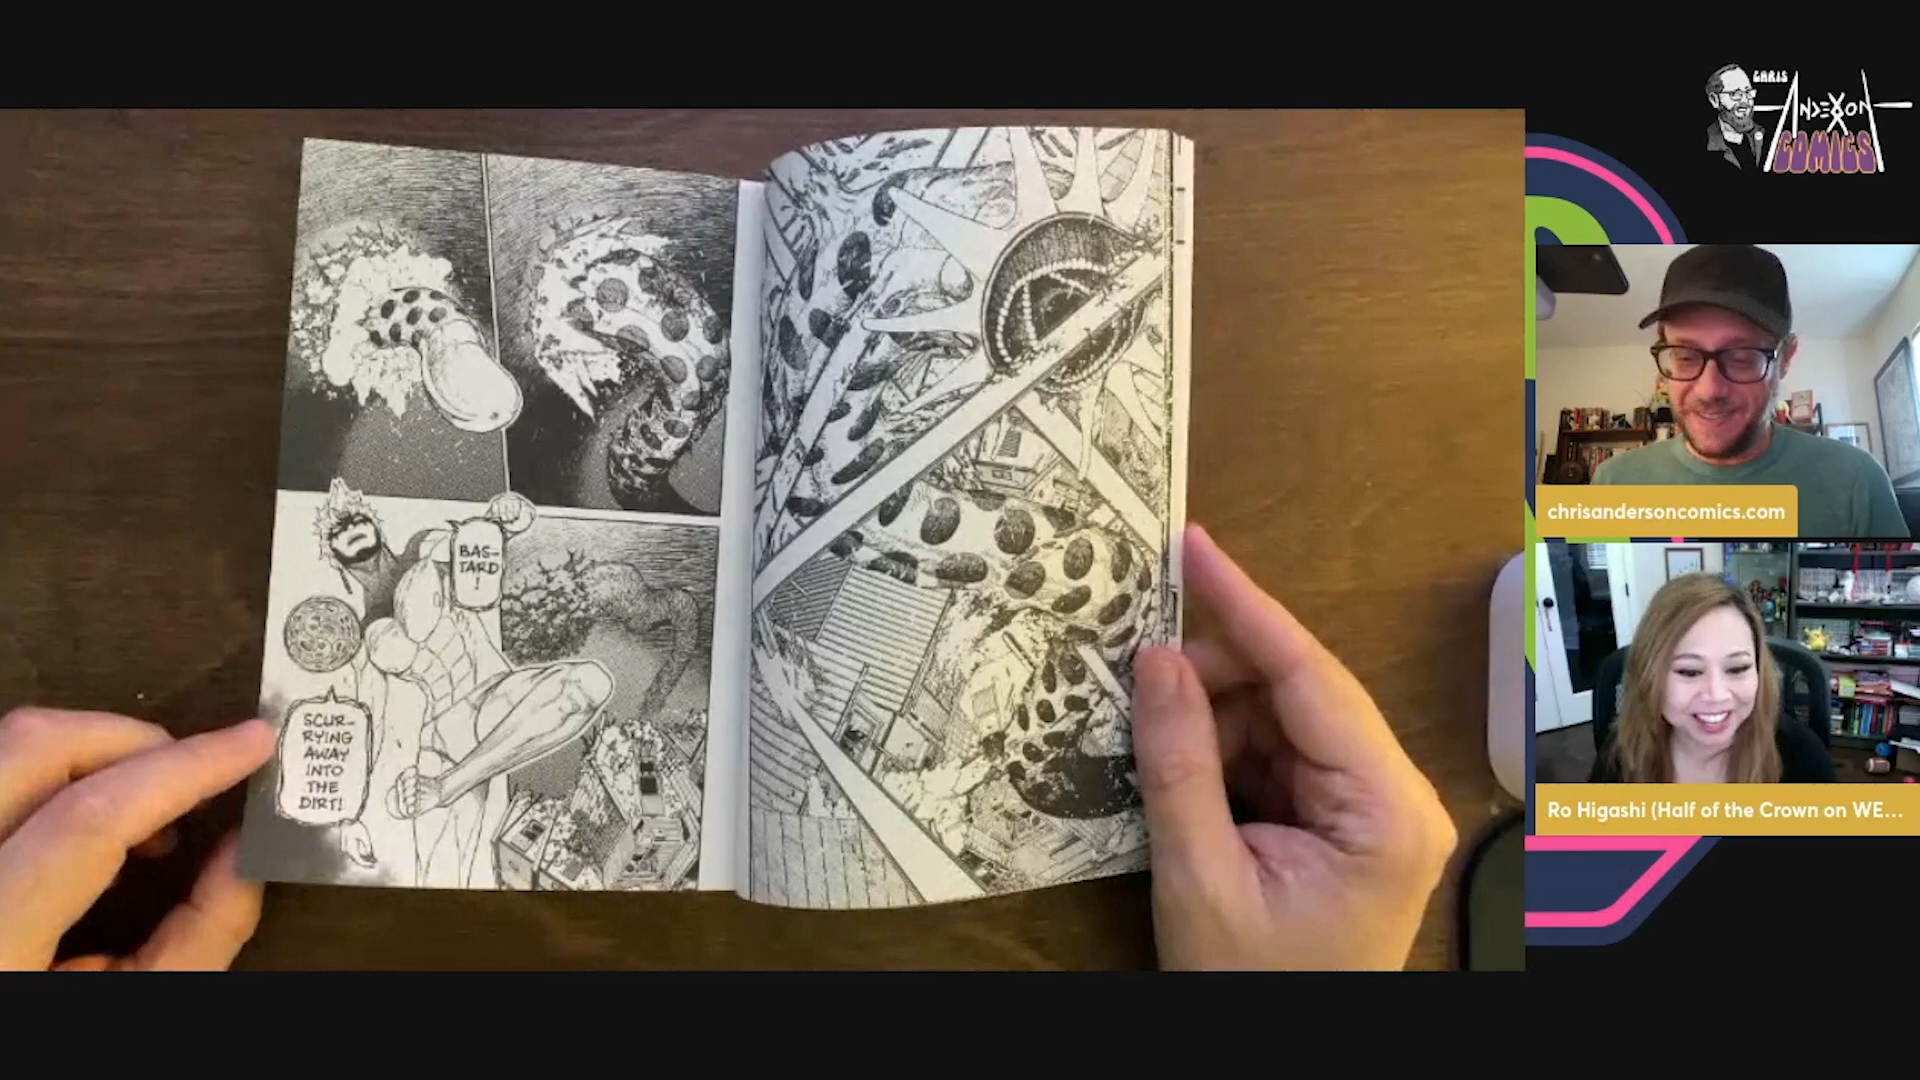 BAS-
TARD
!
SCUR-
RYING
AWAY
INTO
THE
DIRT!
CHRIS
ANDERSON
COMICS
chrisandersoncomics.com
Ro Higashi (Half of the Crown on WE...